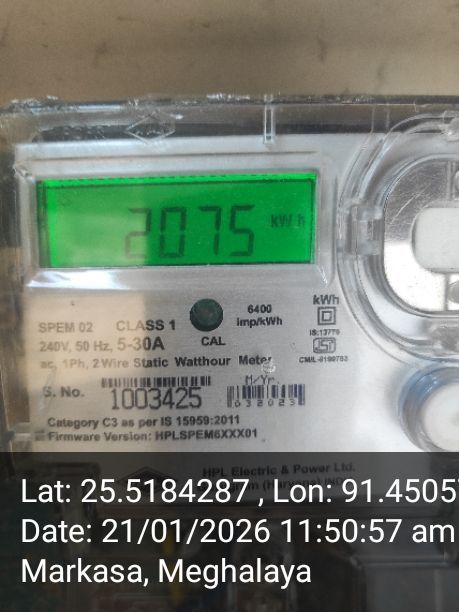 2075 kWh
6400
imp/kWh
kWh
SPEM 02 CLASS 1
CAL
IS:13779
240V, 50 Hz, 5-30A
ac, 1Ph, 2 Wire Static Watthour Meter
CM/L-8199783
S. No. 1003425
M/Yr.
032023
Category C3 as per IS 15959:2011
Firmware Version: HPLSPEM6XXX01
HPL Electric & Power Ltd.
Lat: 25.5184287 , Lon: 91.4505
Date: 21/01/2026 11:50:57 am
Markasa, Meghalaya